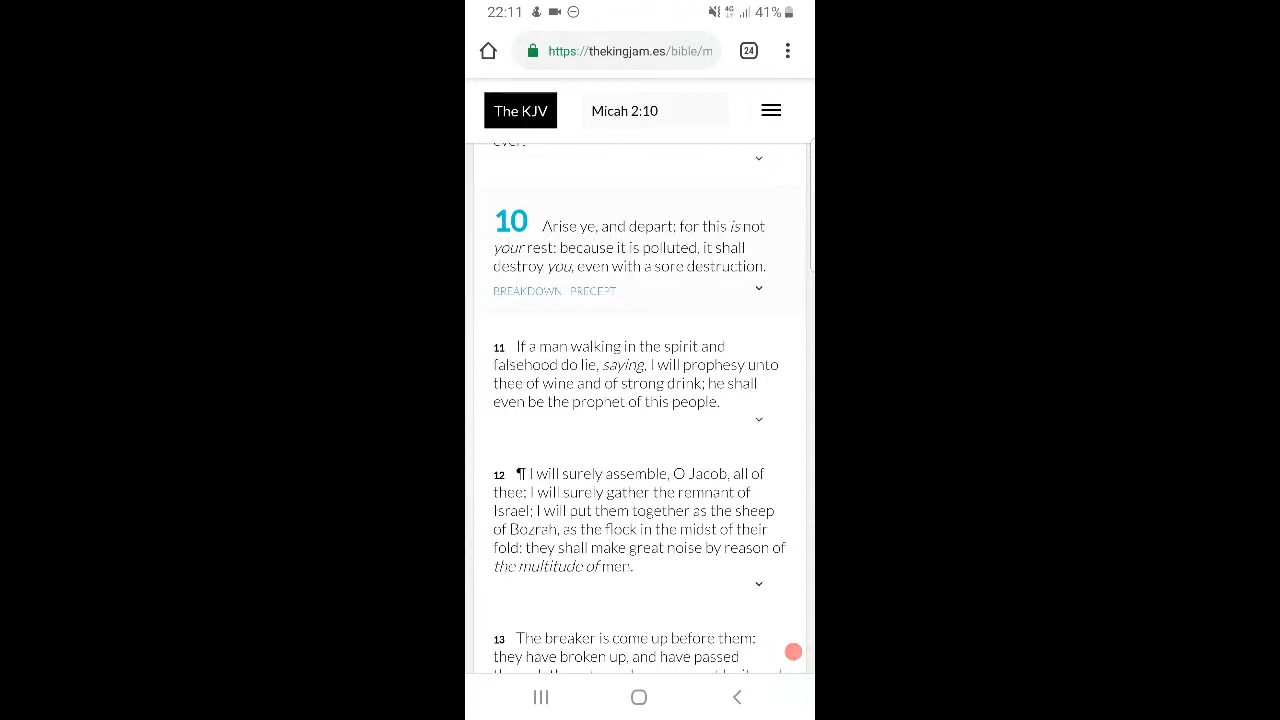 22:11 4G 41%
https://thekingjam.es/bible/m 24
The KJV Micah 2:10
ever.
10 Arise ye, and depart; for this is not
your rest: because it is polluted, it shall
destroy you, even with a sore destruction.
BREAKDOWN PRECEPT
11 If a man walking in the spirit and
falsehood do lie, saying, I will prophesy unto
thee of wine and of strong drink; he shall
even be the prophet of this people.
12 ¶ I will surely assemble, O Jacob, all of
thee; I will surely gather the remnant of
Israel; I will put them together as the sheep
of Bozrah, as the flock in the midst of their
fold: they shall make great noise by reason of
the multitude of men.
13 The breaker is come up before them:
they have broken up, and have passed